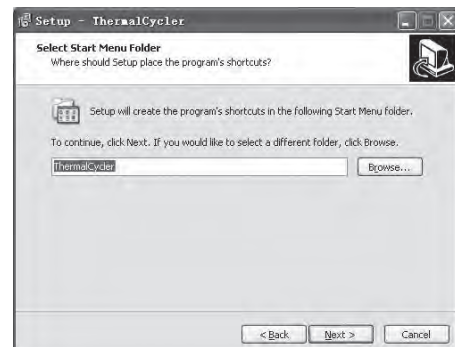 Setup - ThermalCycler
Select Start Menu Folder
Where should Setup place the program's shortcuts?
Setup will create the program's shortcuts in the following Start Menu folder.
To continue, click Next. If you would like to select a different folder, click Browse.
ThermalCycler
Browse...
< Back
Next >
Cancel